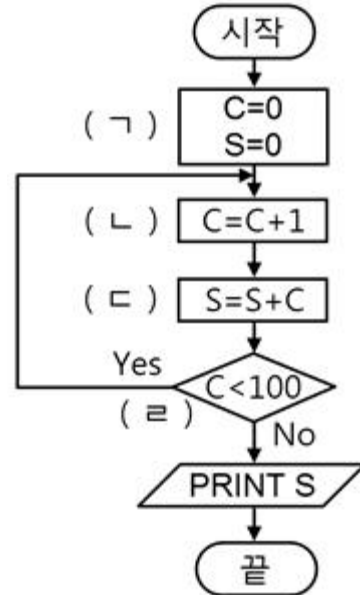 시작
( ㄱ )
C=0
S=0
( ㄴ )
C=C+1
( ㄷ )
S=S+C
Yes
C<100
( ㄹ )
No
PRINT S
끝